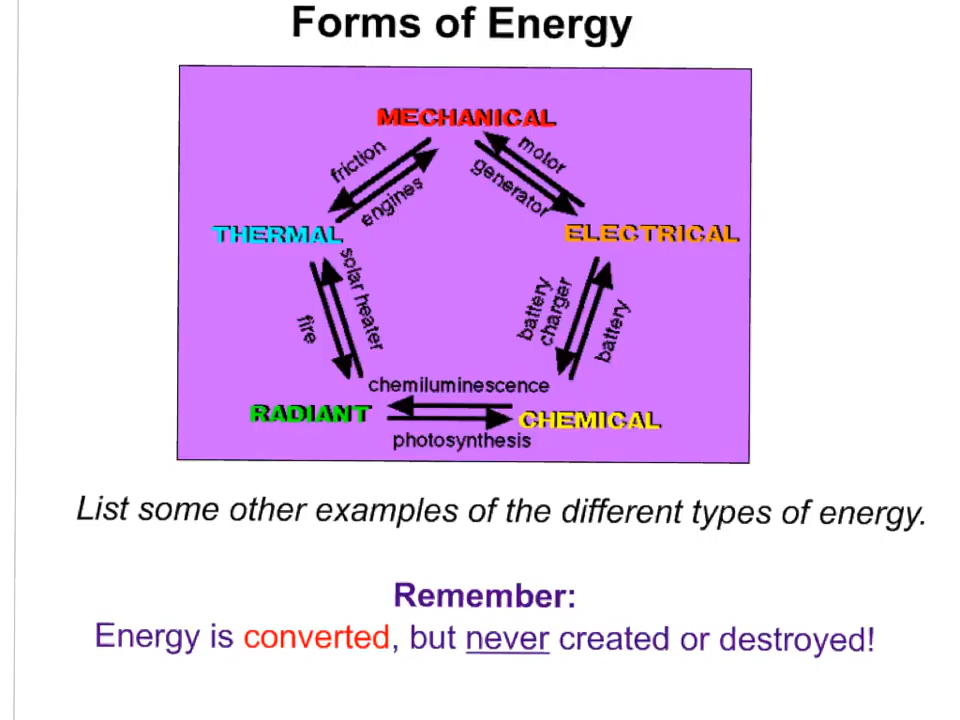 Forms of Energy
MECHANICAL
friction
engines
motor
generator
THERMAL
ELECTRICAL
solar heater
fire
battery
charger
battery
chemiluminescence
RADIANT
CHEMICAL
photosynthesis
List some other examples of the different types of energy.
Remember:
Energy is converted, but never created or destroyed!